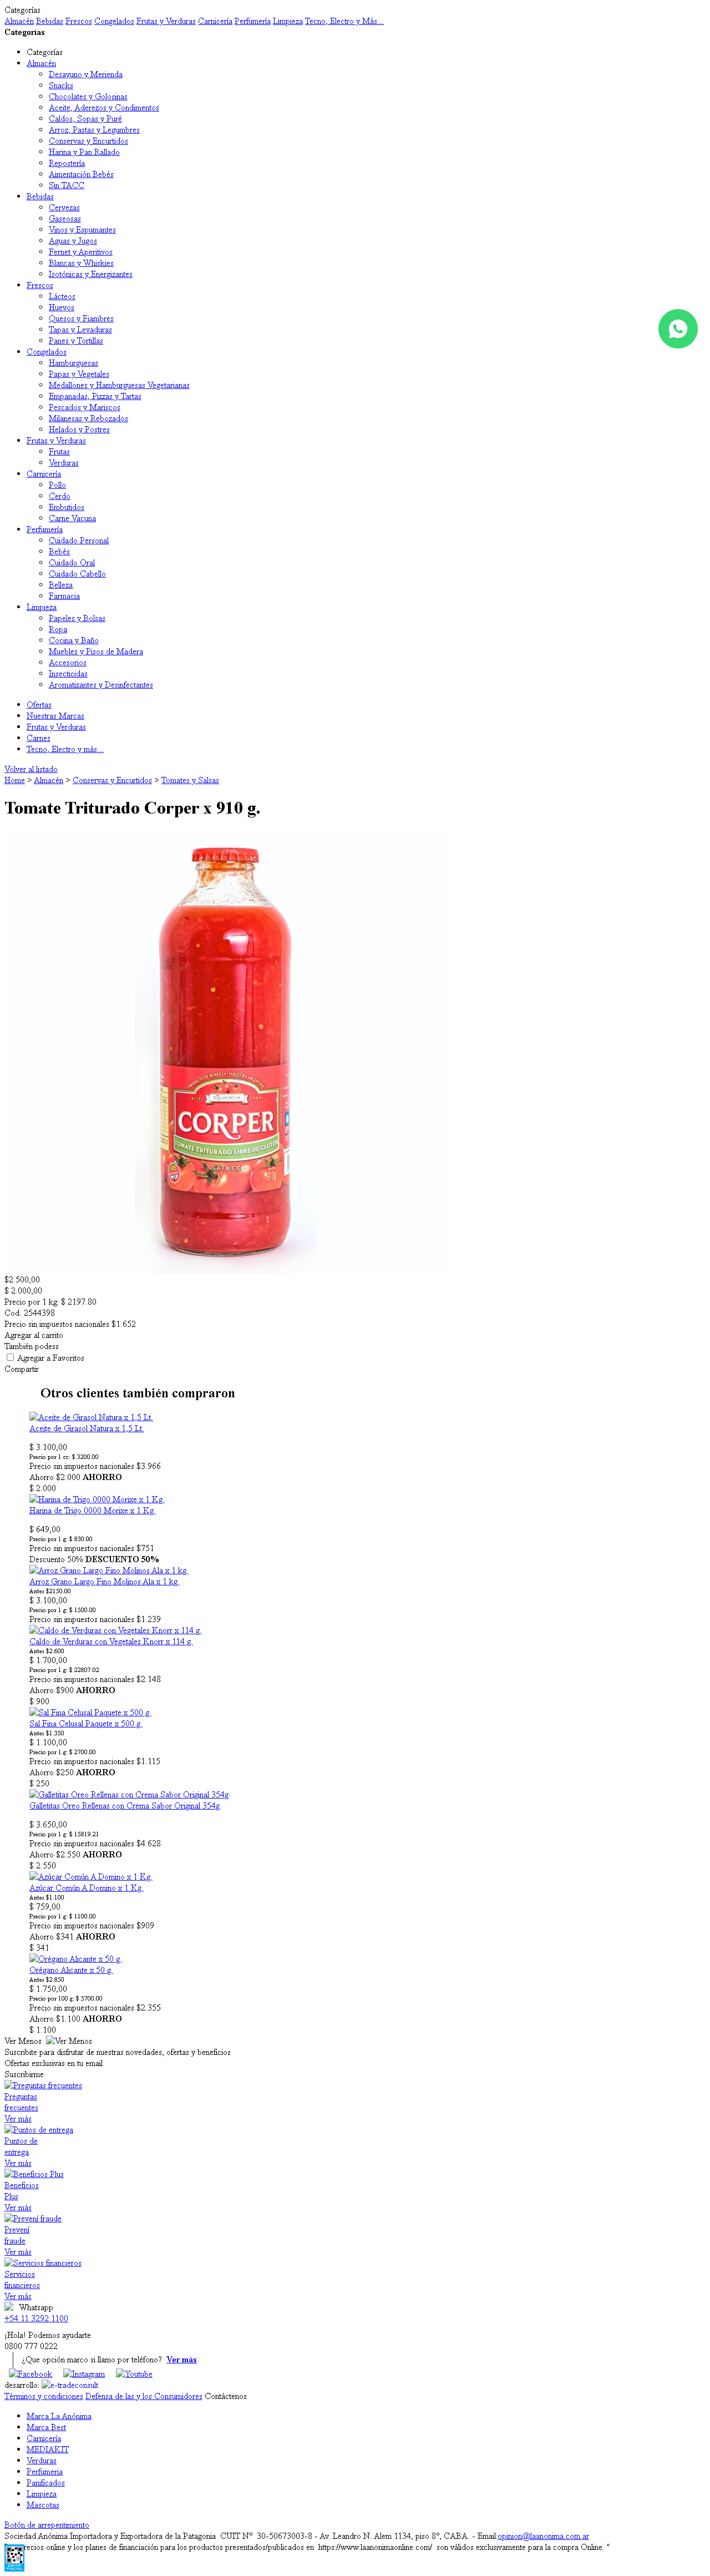 Categorías
Almacén Bebidas Frescos Congelados Frutas y Verduras Carnicería Perfumería Limpieza Tecno, Electro y Más...
Categorías
Categorías
Almacén
Desayuno y Merienda
Snacks
Chocolates y Golosinas
Aceite, Aderezos y Condimentos
Caldos, Sopas y Puré
Arroz, Pastas y Legumbres
Conservas y Encurtidos
Harina y Pan Rallado
Repostería
Aimentación Bebés
Sin TACC
Bebidas
Cervezas
Gaseosas
Vinos y Espumantes
Aguas y Jugos
Fernet y Aperitivos
Blancas y Whiskies
Isotónicas y Energizantes
Frescos
Lácteos
Huevos
Quesos y Fiambres
Tapas y Levaduras
Panes y Tortillas
Congelados
Hamburguesas
Papas y Vegetales
Medallones y Hamburguesas Vegetarianas
Empanadas, Pizzas y Tartas
Pescados y Mariscos
Milanesas y Rebozados
Helados y Postres
Frutas y Verduras
Frutas
Verduras
Carnicería
Pollo
Cerdo
Embutidos
Carne Vacuna
Perfumería
Cuidado Personal
Bebés
Cuidado Oral
Cuidado Cabello
Belleza
Farmacia
Limpieza
Papeles y Bolsas
Ropa
Cocina y Baño
Muebles y Pisos de Madera
Accesorios
Insecticidas
Aromatizantes y Desinfectantes
Ofertas
Nuestras Marcas
Frutas y Verduras
Carnes
Tecno, Electro y más...
Volver al listado
Home > Almacén > Conservas y Encurtidos > Tomates y Salsas
Tomate Triturado Corper x 910 g.
CORPER
TOMATE TRITURADO LIBRE DE GLUTEN
$2.500,00
$ 2.000,00
Precio por 1 kg: $ 2197.80
Cod. 2544398
Precio sin impuestos nacionales $1.652
Agregar al carrito
También podess
Agregar a Favoritos
Compartir
Otros clientes también compraron
Aceite de Girasol Natura x 1,5 Lt.
Aceite de Girasol Natura x 1,5 Lt.
$ 3.100,00
Precio por 1 cc: $ 3200.00
Precio sin impuestos nacionales $3.966
Ahorro $2.000 AHORRO
$ 2.000
Harina de Trigo 0000 Morixe x 1 Kg.
Harina de Trigo 0000 Morixe x 1 Kg.
$ 649,00
Precio por 1 g: $ 830.00
Precio sin impuestos nacionales $751
Descuento 50% DESCUENTO 50%
Arroz Grano Largo Fino Molinos Ala x 1 kg.
Arroz Grano Largo Fino Molinos Ala x 1 kg.
Antes $2150.00
$ 3.100,00
Precio por 1 g: $ 1500.00
Precio sin impuestos nacionales $1.239
Caldo de Verduras con Vegetales Knorr x 114 g.
Caldo de Verduras con Vegetales Knorr x 114 g.
Antes $2.600
$ 1.700,00
Precio por 1 g: $ 22807.02
Precio sin impuestos nacionales $2.148
Ahorro $900 AHORRO
$ 900
Sal Fina Celusal Paquete x 500 g.
Sal Fina Celusal Paquete x 500 g.
Antes $1.350
$ 1.100,00
Precio por 1 g: $ 2700.00
Precio sin impuestos nacionales $1.115
Ahorro $250 AHORRO
$ 250
Galletitas Oreo Rellenas con Crema Sabor Original 354g
Galletitas Oreo Rellenas con Crema Sabor Original 354g
$ 3.650,00
Precio por 1 g: $ 15819.21
Precio sin impuestos nacionales $4.628
Ahorro $2.550 AHORRO
$ 2.550
Azúcar Común A Domino x 1 Kg.
Azúcar Común A Domino x 1 Kg.
Antes $1.100
$ 759,00
Precio por 1 g: $ 1100.00
Precio sin impuestos nacionales $909
Ahorro $341 AHORRO
$ 341
Orégano Alicante x 50 g.
Orégano Alicante x 50 g.
Antes $2.850
$ 1.750,00
Precio por 100 g: $ 5700.00
Precio sin impuestos nacionales $2.355
Ahorro $1.100 AHORRO
$ 1.100
Ver Menos Ver Menos
Suscribite para disfrutar de nuestras novedades, ofertas y beneficios
Ofertas exclusivas en tu email
Suscribirme
Preguntas frecuentes
Preguntas
frecuentes
Ver más
Puntos de entrega
Puntos de
entrega
Ver más
Beneficios Plus
Beneficios
Plus
Ver más
Prevení fraude
Prevení
fraude
Ver más
Servicios financieros
Servicios
financieros
Ver más
Whatsapp
+54 11 3292 1100
¡Hola! Podemos ayudarte
0800 777 0222
¿Que opción marco si llamo por teléfono? Ver más
Facebook Instagram Youtube
desarrollo: e-tradeconsult
Términos y condiciones Defensa de las y los Consumidores Contáctenos
Marca La Anónima
Marca Best
Carnicería
MEDIAKIT
Verduras
Perfumeria
Panificados
Limpieza
Mascotas
Botón de arrepentimiento
Sociedad Anónima Importadora y Exportadora de la Patagonia CUIT Nº 30-50673003-8 - Av. Leandro N. Alem 1134, piso 8º, CABA. - Email:opinion@laanonima.com.ar
recios online y los planes de financiación para los productos presentados/publicados en https://www.laanonimaonline.com/ son válidos exclusivamente para la compra Online. "